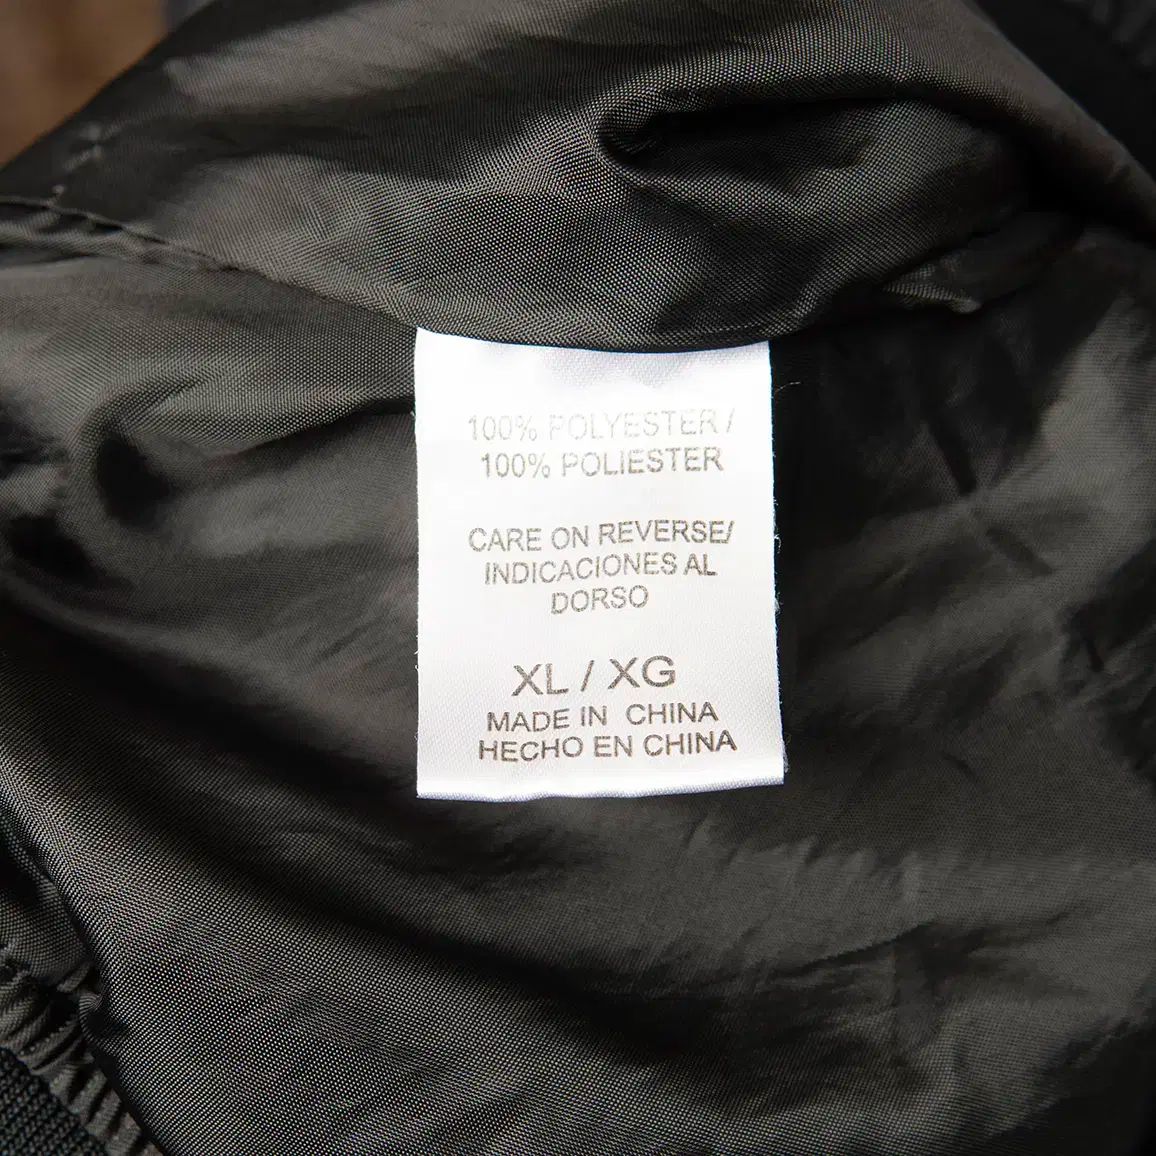 100% POLYESTER /
100% POLIESTER
CARE ON REVERSE/
INDICACIONES AL
DORSO
XL / XG
MADE IN CHINA
HECHO EN CHINA